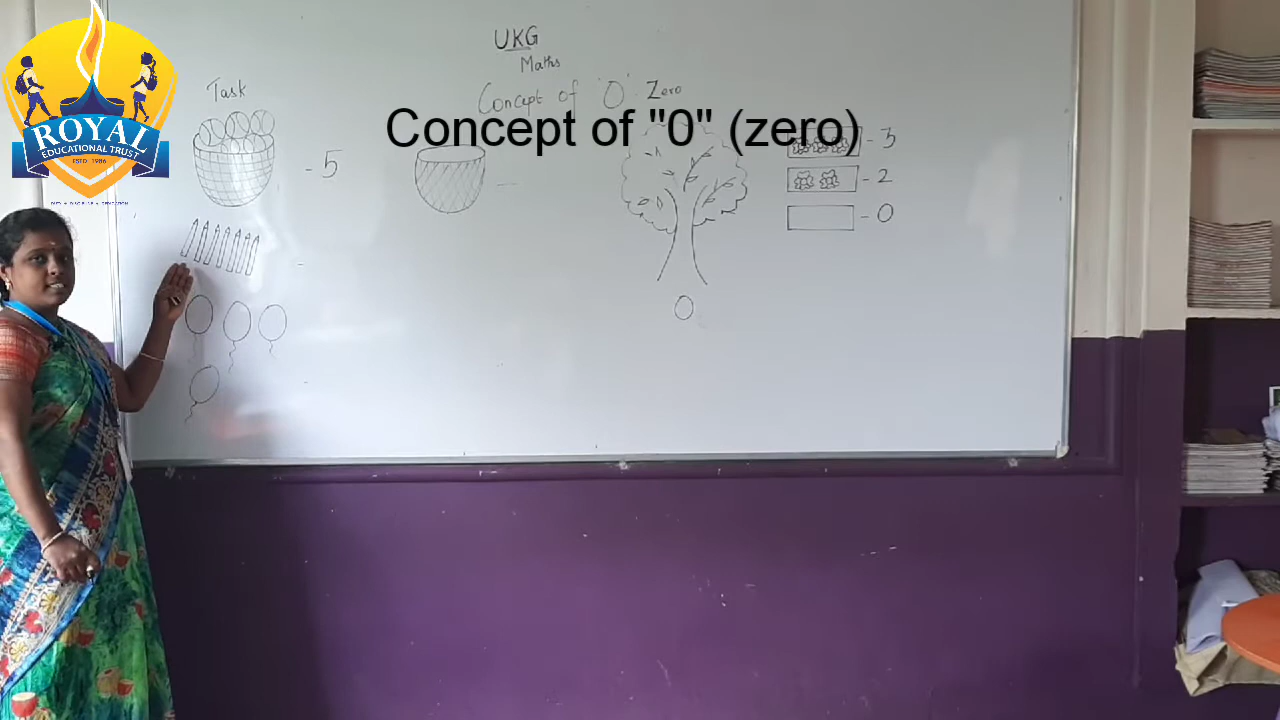 ROYAL
EDUCATIONAL TRUST
ESTD 1986
UKG
Maths
Task
Concept of '0' Zero
Concept of "0" (zero)
- 5
- 3
- 2
- 0
0